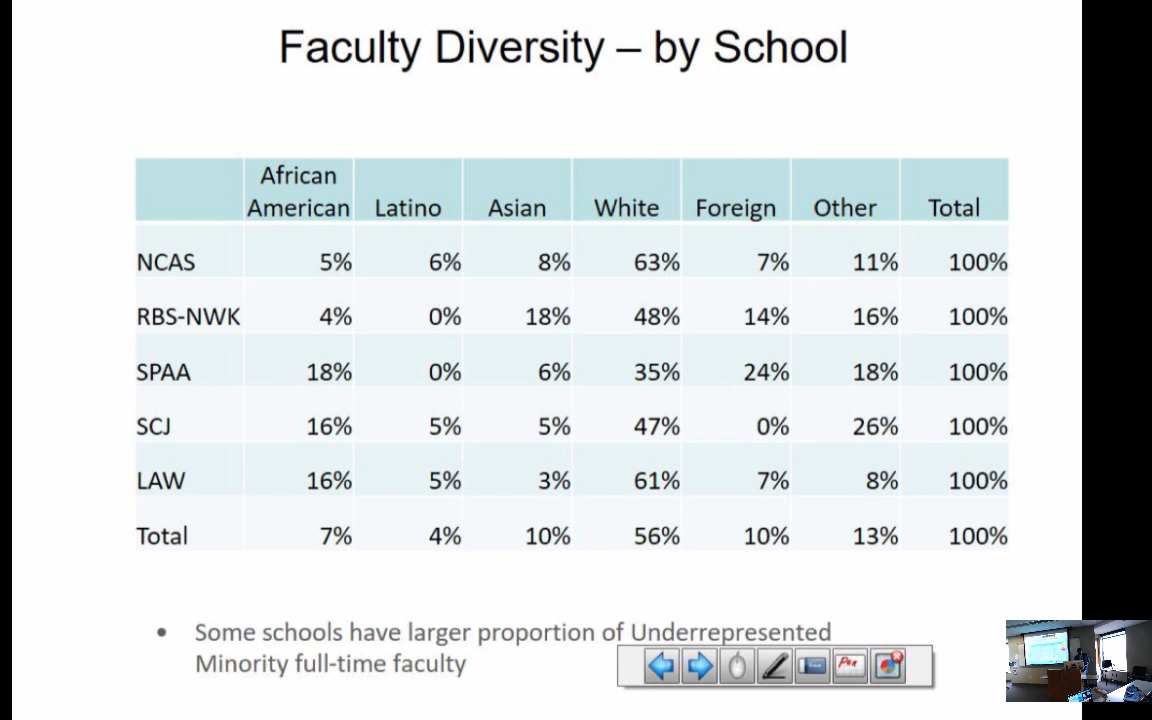 Faculty Diversity – by School
African American Latino Asian White Foreign Other Total
NCAS 5% 6% 8% 63% 7% 11% 100%
RBS-NWK 4% 0% 18% 48% 14% 16% 100%
SPAA 18% 0% 6% 35% 24% 18% 100%
SCJ 16% 5% 5% 47% 0% 26% 100%
LAW 16% 5% 3% 61% 7% 8% 100%
Total 7% 4% 10% 56% 10% 13% 100%
• Some schools have larger proportion of Underrepresented
Minority full-time faculty
Pen